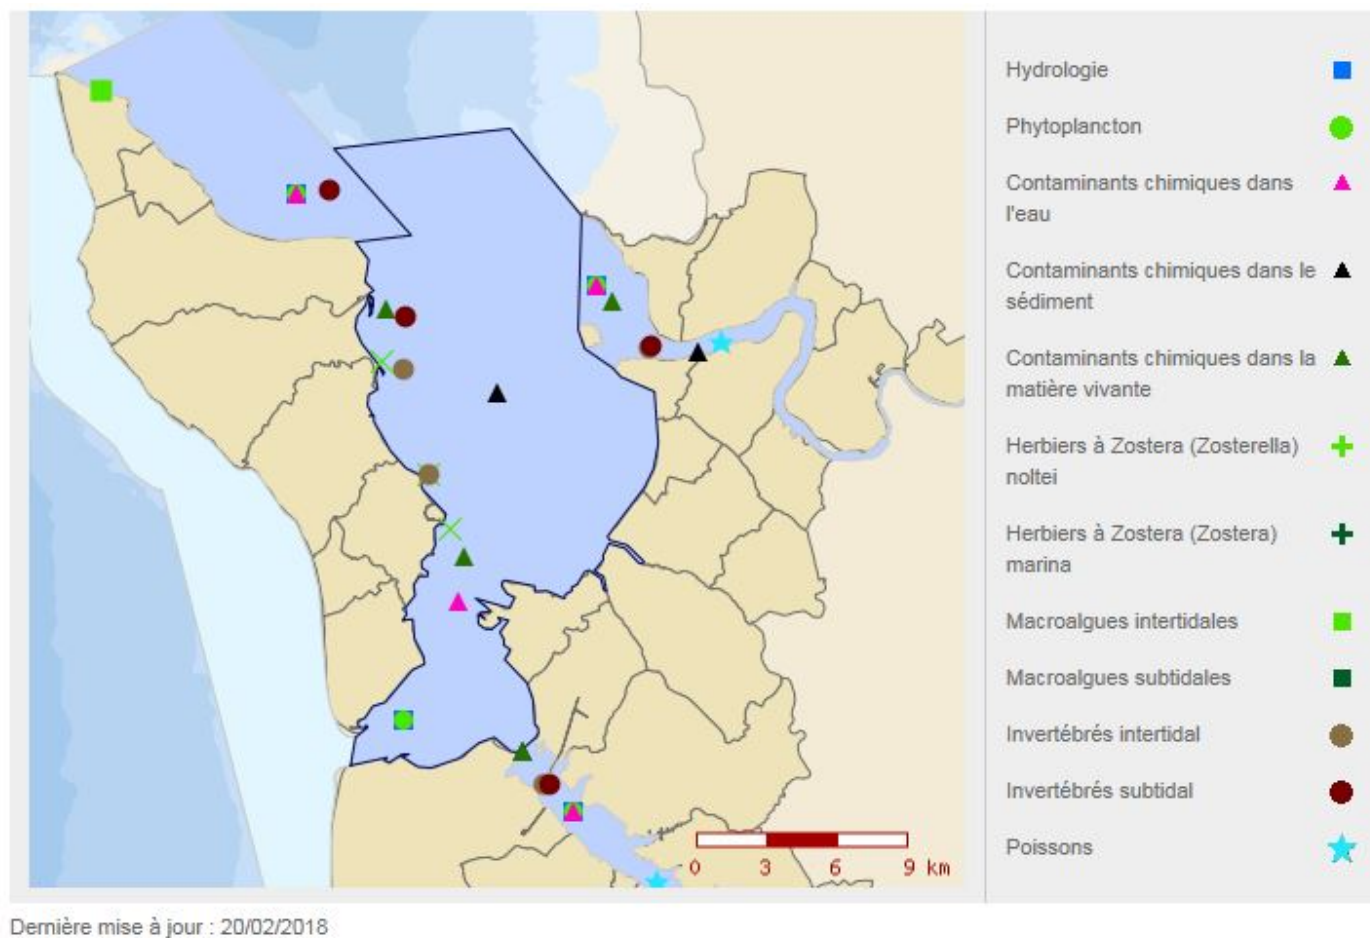 Hydrologie
Phytoplancton
Contaminants chimiques dans
l'eau
Contaminants chimiques dans le
sédiment
Contaminants chimiques dans la
matière vivante
Herbiers à Zostera (Zosterella)
noltei
Herbiers à Zostera (Zostera)
marina
Macroalgues intertidales
Macroalgues subtidales
Invertébrés intertidal
Invertébrés subtidal
Poissons
0 3 6 9 km
Dernière mise à jour : 20/02/2018